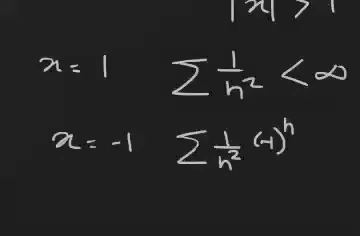 |x| > 1
x = 1 ∑ 1/n² < ∞
x = -1 ∑ 1/n² (-1)ⁿ